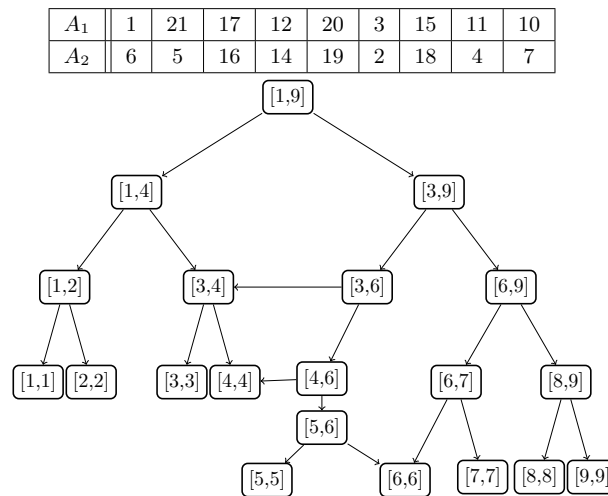 A₁ 1 21 17 12 20 3 15 11 10
A₂ 6 5 16 14 19 2 18 4 7
[1,9]
[1,4] [3,9]
[1,2] [3,4] [3,6] [6,9]
[1,1] [2,2] [3,3] [4,4] [4,6] [6,7] [8,9]
[5,6]
[5,5] [6,6] [7,7] [8,8] [9,9]